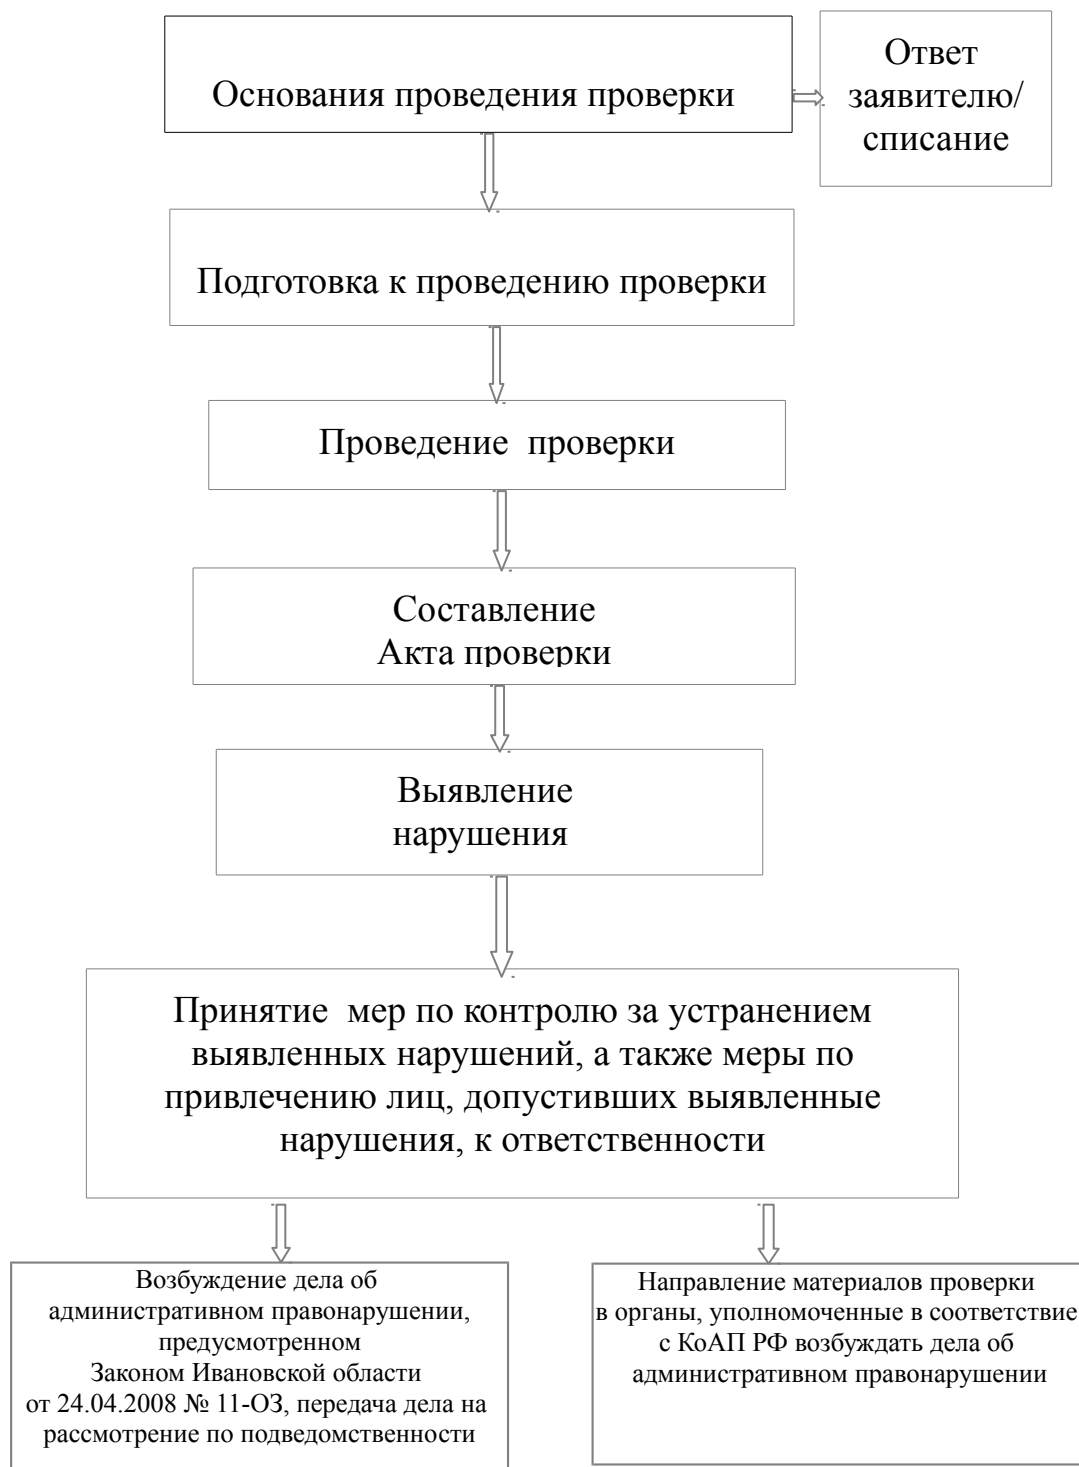 Основания проведения проверки
Ответ
заявителю/
списание
Подготовка к проведению проверки
Проведение проверки
Составление
Акта проверки
Выявление
нарушения
Принятие мер по контролю за устранением
выявленных нарушений, а также меры по
привлечению лиц, допустивших выявленные
нарушения, к ответственности
Возбуждение дела об
административном правонарушении,
предусмотренном
Законом Ивановской области
от 24.04.2008 № 11-ОЗ, передача дела на
рассмотрение по подведомственности
Направление материалов проверки
в органы, уполномоченные в соответствие
с КоАП РФ возбуждать дела об
административном правонарушении